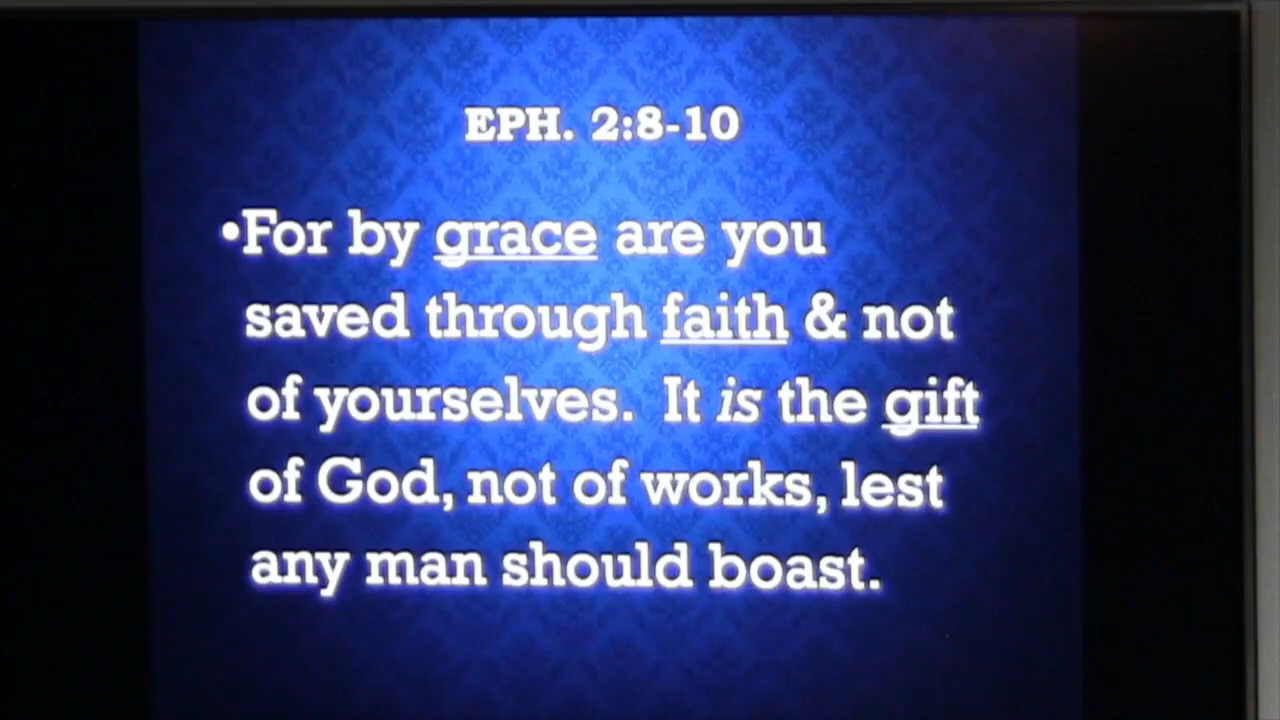 EPH. 2:8-10
•For by grace are you
saved through faith & not
of yourselves.  It is the gift
of God, not of works, lest
any man should boast.